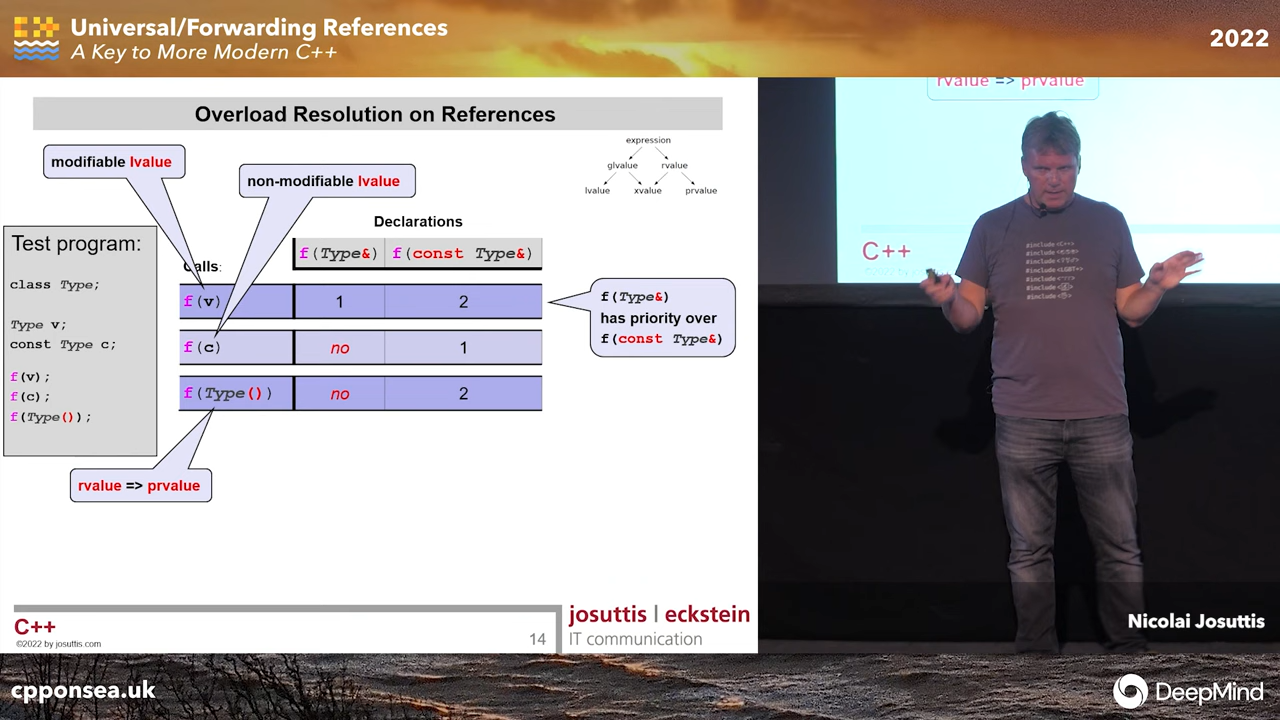 Universal/Forwarding References
A Key to More Modern C++
2022
Overload Resolution on References
modifiable lvalue
non-modifiable lvalue
expression
glvalue rvalue
lvalue xvalue prvalue
Declarations
Test program:
class Type;
Type v;
const Type c;
f(v);
f(c);
f(Type());
Calls:
f(Type&) f(const Type&)
f(v) 1 2
f(c) no 1
f(Type()) no 2
f(Type&)
has priority over
f(const Type&)
rvalue => prvalue
C++
©2022 by josuttis.com
14
josuttis | eckstein
IT communication
rvalue => prvalue
C++
#include <C++>
#include <LGBT+>
Nicolai Josuttis
cpponsea.uk
DeepMind